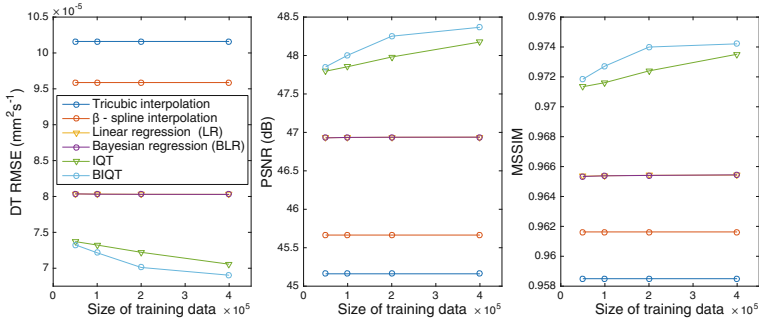 10.5 × 10⁻⁵
10
9.5
9
8.5
8
7.5
7
DT RMSE (mm²s⁻¹)
Tricubic interpolation
β - spline interpolation
Linear regression (LR)
Bayesian regression (BLR)
IQT
BIQT
0 1 2 3 4
Size of training data × 10⁵
48.5
48
47.5
47
46.5
46
45.5
45
PSNR (dB)
0 1 2 3 4
Size of training data × 10⁵
0.976
0.974
0.972
0.97
0.968
0.966
0.964
0.962
0.96
0.958
MSSIM
0 1 2 3 4
Size of training data × 10⁵